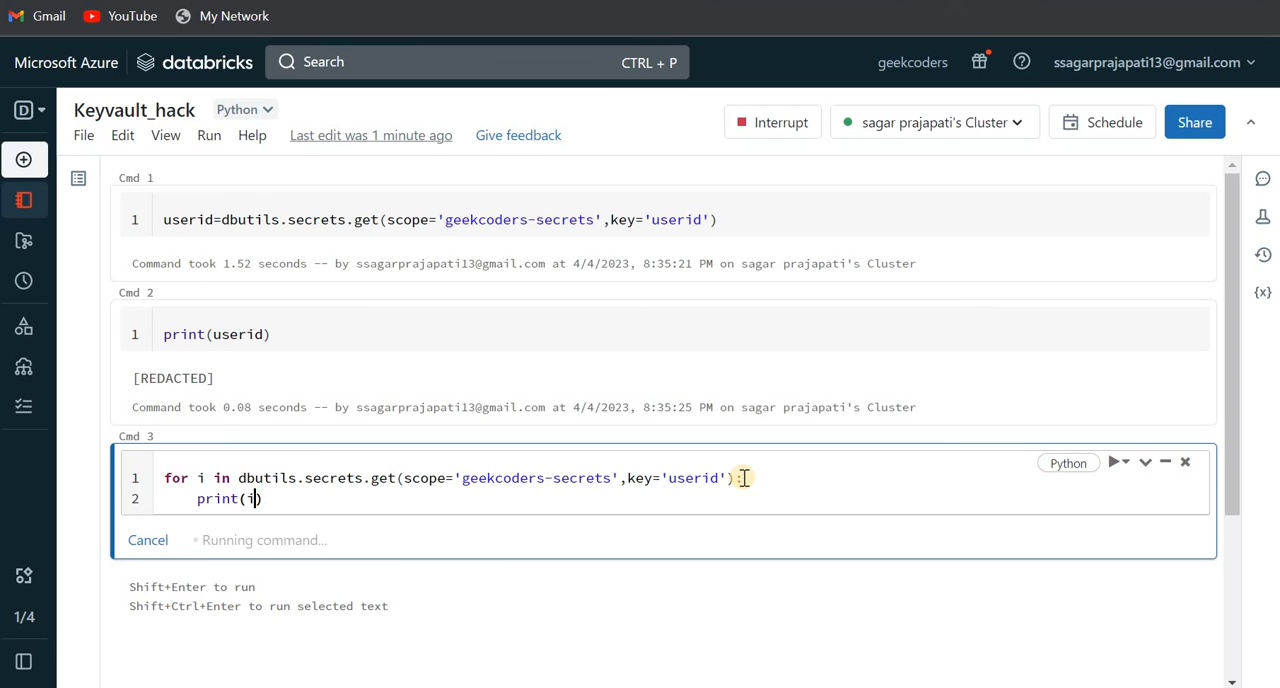 Gmail YouTube My Network
Microsoft Azure databricks Search CTRL + P geekcoders ssagarprajapati13@gmail.com
D Keyvault_hack Python
File Edit View Run Help Last edit was 1 minute ago Give feedback Interrupt sagar prajapati's Cluster Schedule Share
Cmd 1
1 userid=dbutils.secrets.get(scope='geekcoders-secrets',key='userid')
Command took 1.52 seconds -- by ssagarprajapati13@gmail.com at 4/4/2023, 8:35:21 PM on sagar prajapati's Cluster
Cmd 2
1 print(userid)
[REDACTED]
Command took 0.08 seconds -- by ssagarprajapati13@gmail.com at 4/4/2023, 8:35:25 PM on sagar prajapati's Cluster
Cmd 3
Python
1 for i in dbutils.secrets.get(scope='geekcoders-secrets',key='userid'):
2 print(i)
Cancel Running command...
Shift+Enter to run
Shift+Ctrl+Enter to run selected text
1/4
{x}